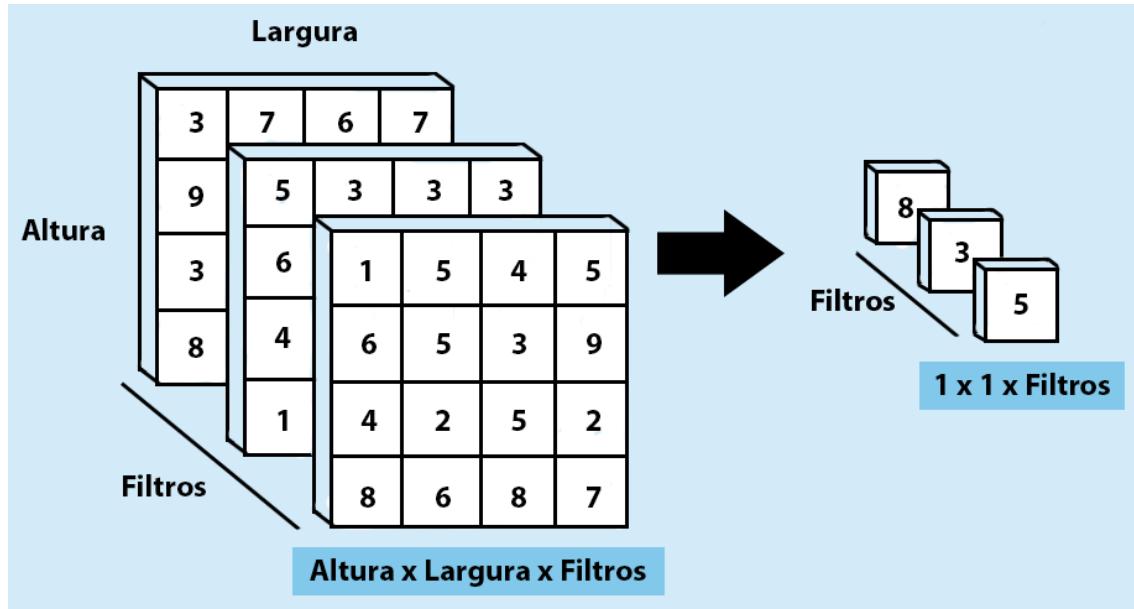 Largura
3 7 6 7
9 5 3 3 3
Altura
3 6 1 5 4 5
8 4 6 5 3 9
1 4 2 5 2
8 6 8 7
Filtros
Altura x Largura x Filtros
8
3
5
Filtros
1 x 1 x Filtros